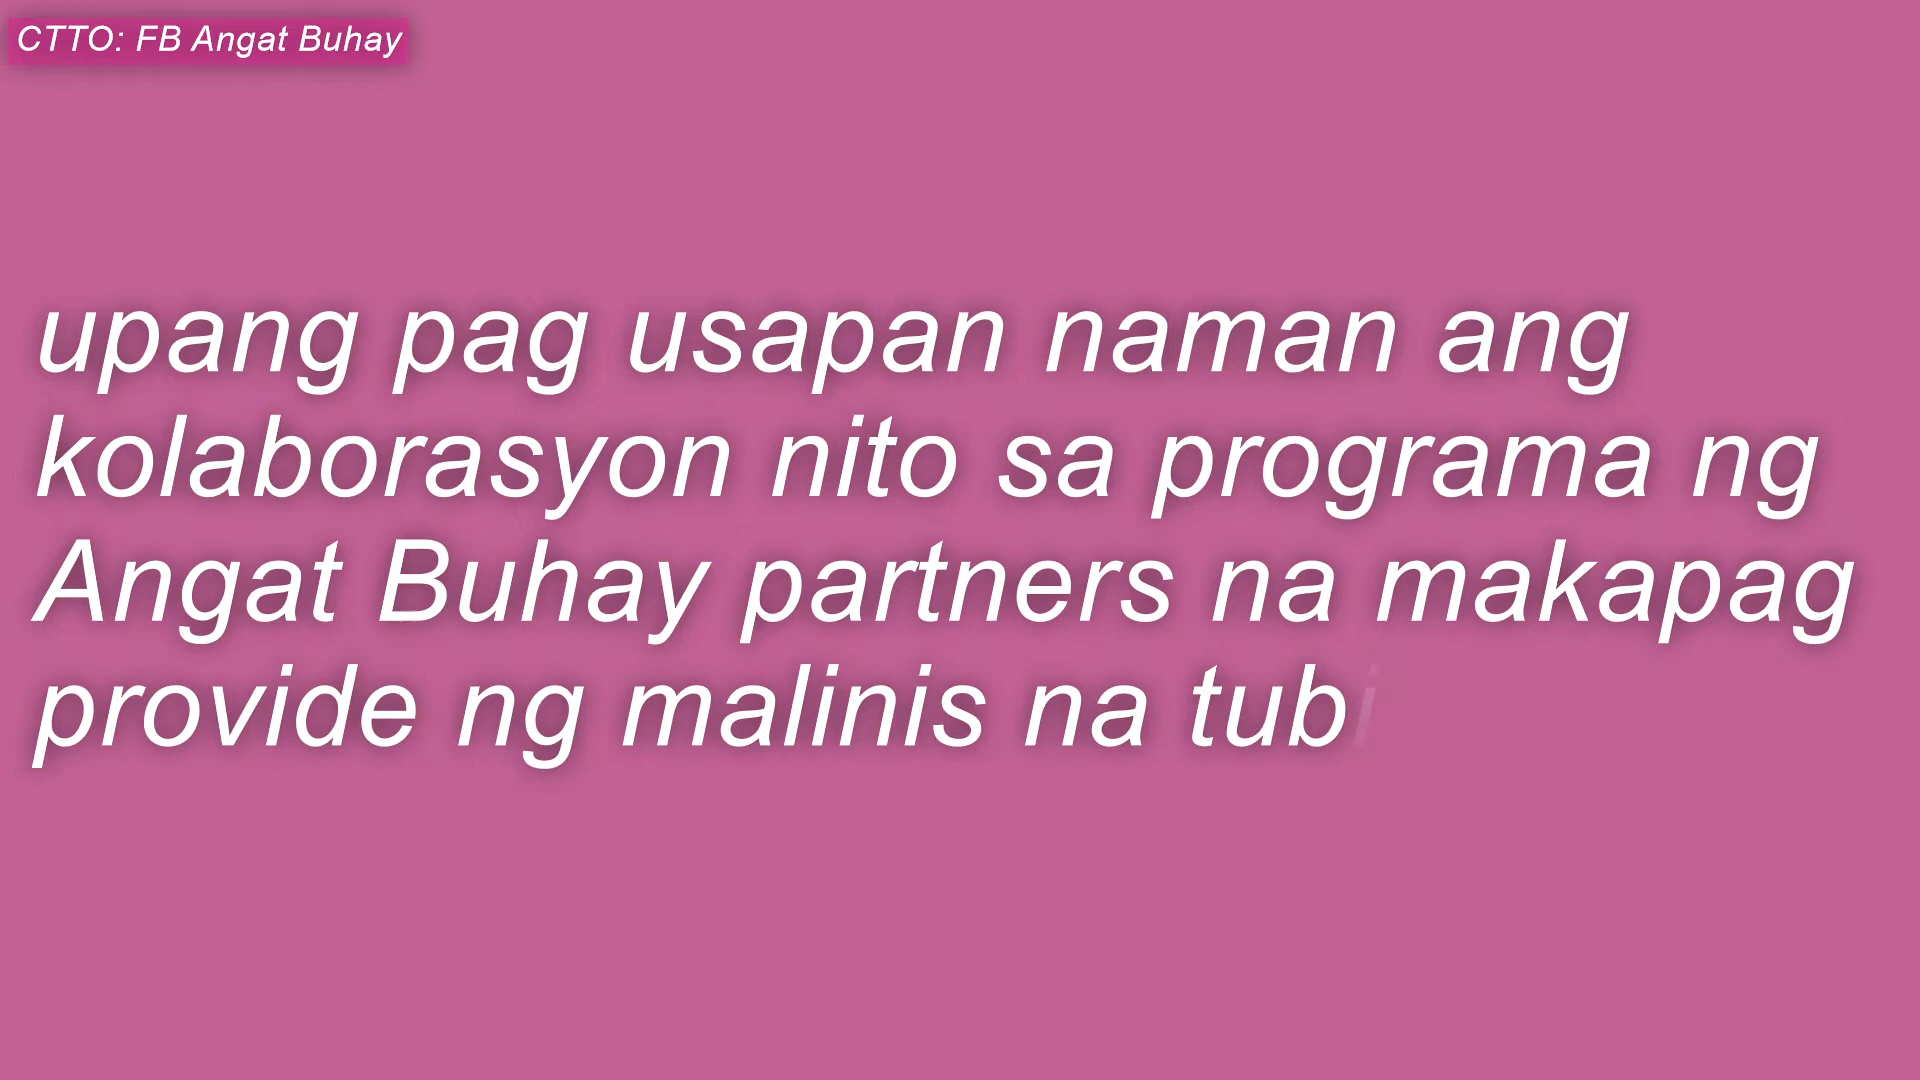 CTTO: FB Angat Buhay
upang pag usapan naman ang
kolaborasyon nito sa programa ng
Angat Buhay partners na makapag
provide ng malinis na tubi